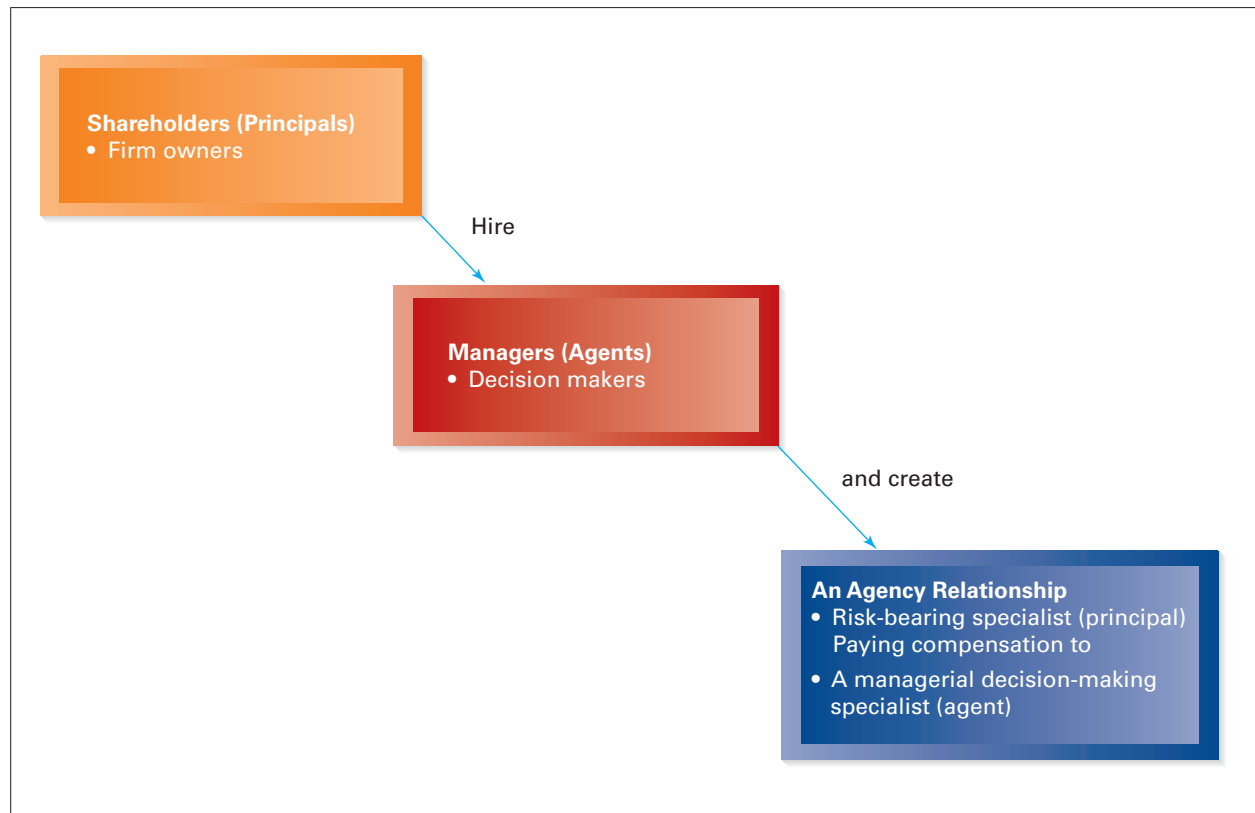 Shareholders (Principals)
• Firm owners
Hire
Managers (Agents)
• Decision makers
and create
An Agency Relationship
• Risk-bearing specialist (principal)
Paying compensation to
• A managerial decision-making
specialist (agent)